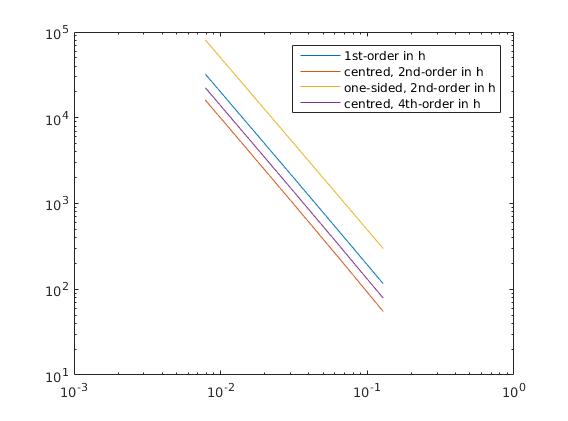 10^5
1st-order in h
centred, 2nd-order in h
one-sided, 2nd-order in h
centred, 4th-order in h
10^4
10^3
10^2
10^1
10^-3 10^-2 10^-1 10^0